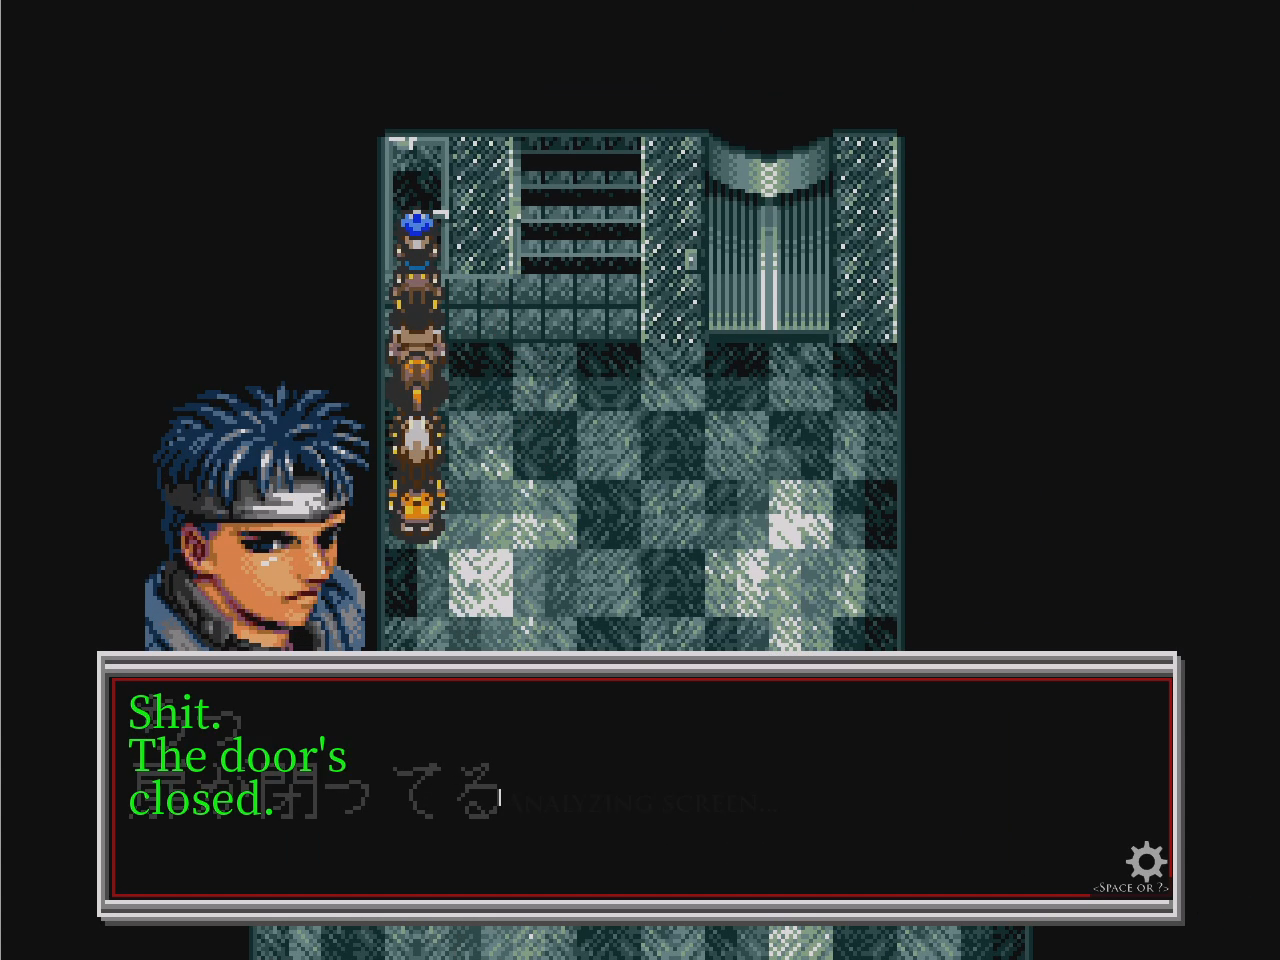 Shit.
The door's
closed.
扉が閉ってる
ANALYZING SCREEN...
<SPACE OR ?>